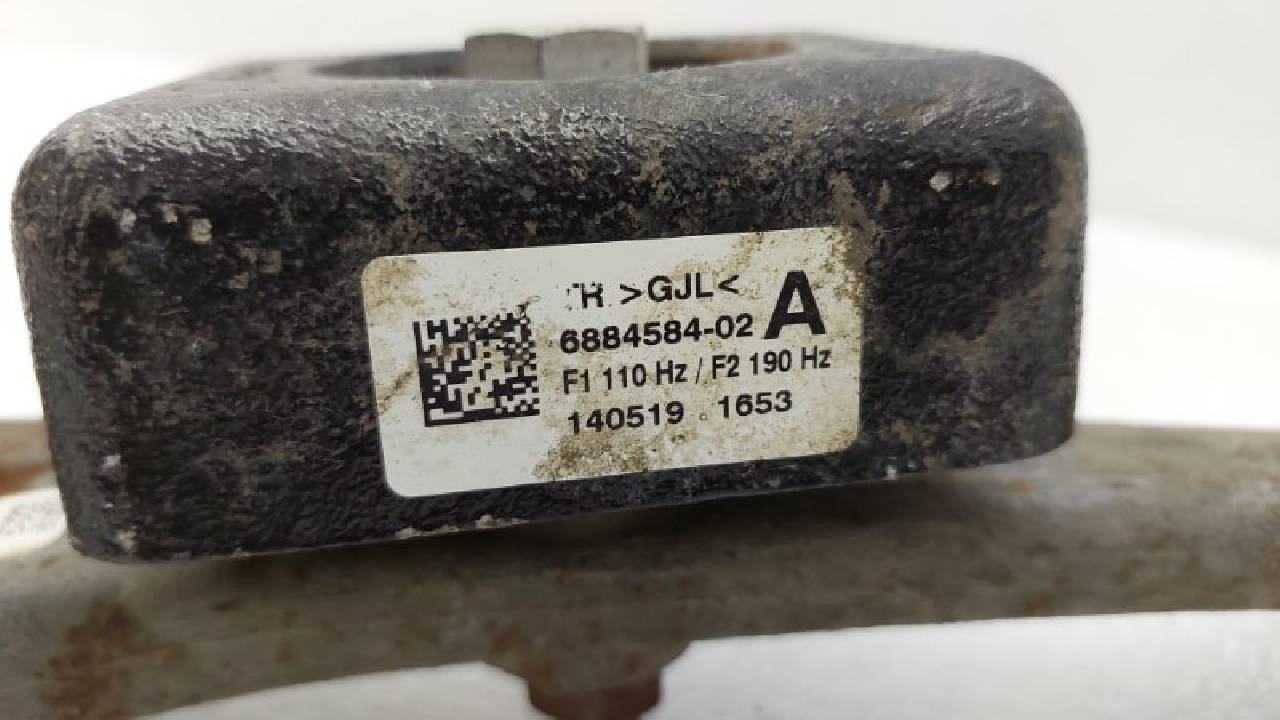 >GJL<
A
6884584-02
F1 110 Hz / F2 190 Hz
140519 1653